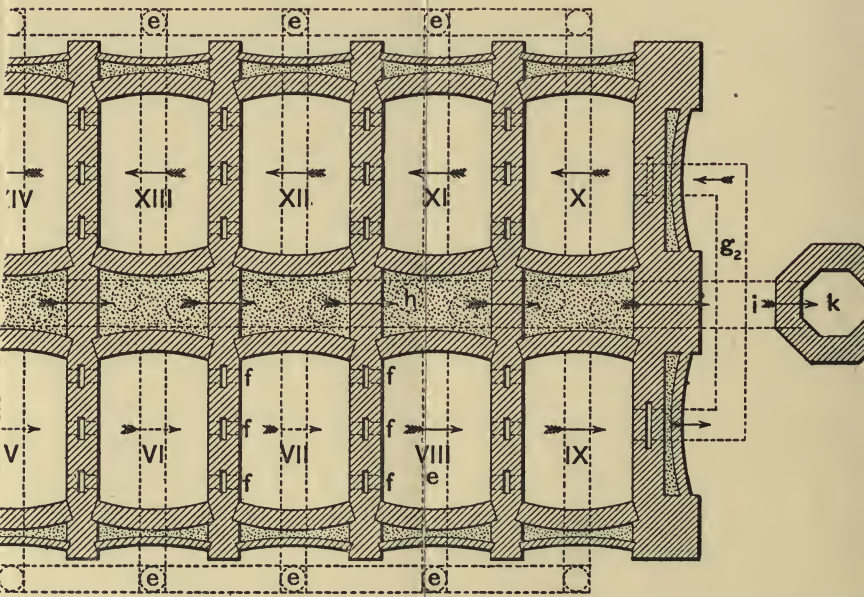 e e e
XIV XIII XII XI X
g₂
h i k
f f
f f
V VI VII VIII IX
e
f f
e e e